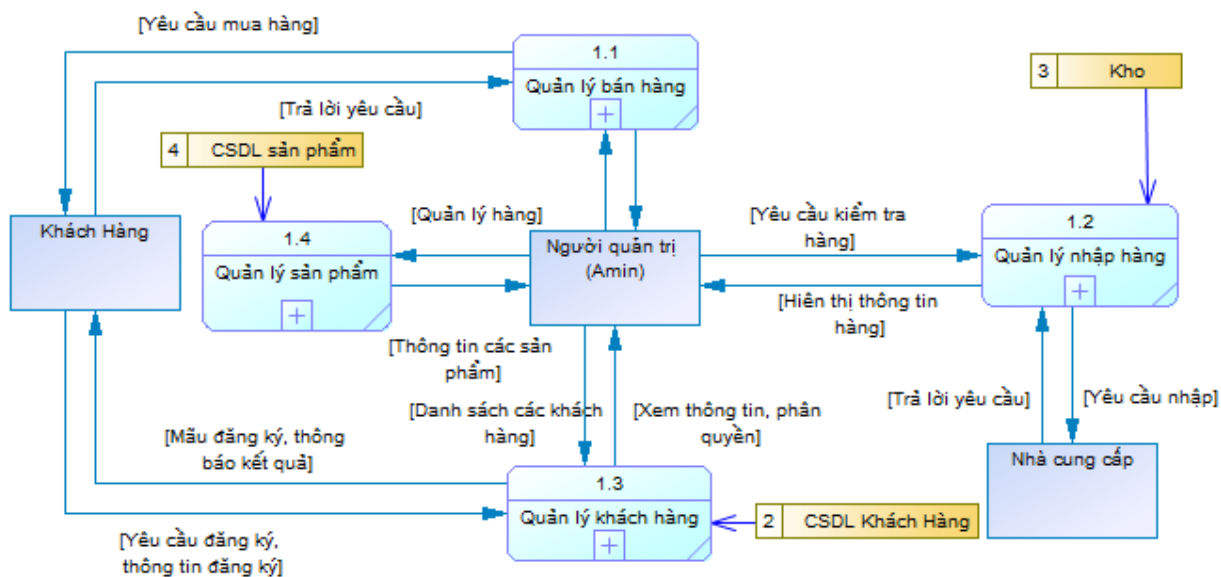 [Yêu cầu mua hàng]
1.1
Quản lý bán hàng
3 Kho
[Trả lời yêu cầu]
4 CSDL sản phẩm
Khách Hàng
[Quản lý hàng]
[Yêu cầu kiểm tra
hàng]
1.4
Quản lý sản phẩm
Người quản trị
(Amin)
1.2
Quản lý nhập hàng
[Hiên thị thông tin
hàng]
[Thông tin các sản
phẩm]
[Danh sách các khách
hàng]
[Xem thông tin, phân
quyền]
[Trả lời yêu cầu]
[Yêu cầu nhập]
[Mãu đăng ký, thông
báo kết quả]
Nhà cung cấp
1.3
Quản lý khách hàng
2 CSDL Khách Hàng
[Yêu cầu đăng ký,
thông tin đăng ký]